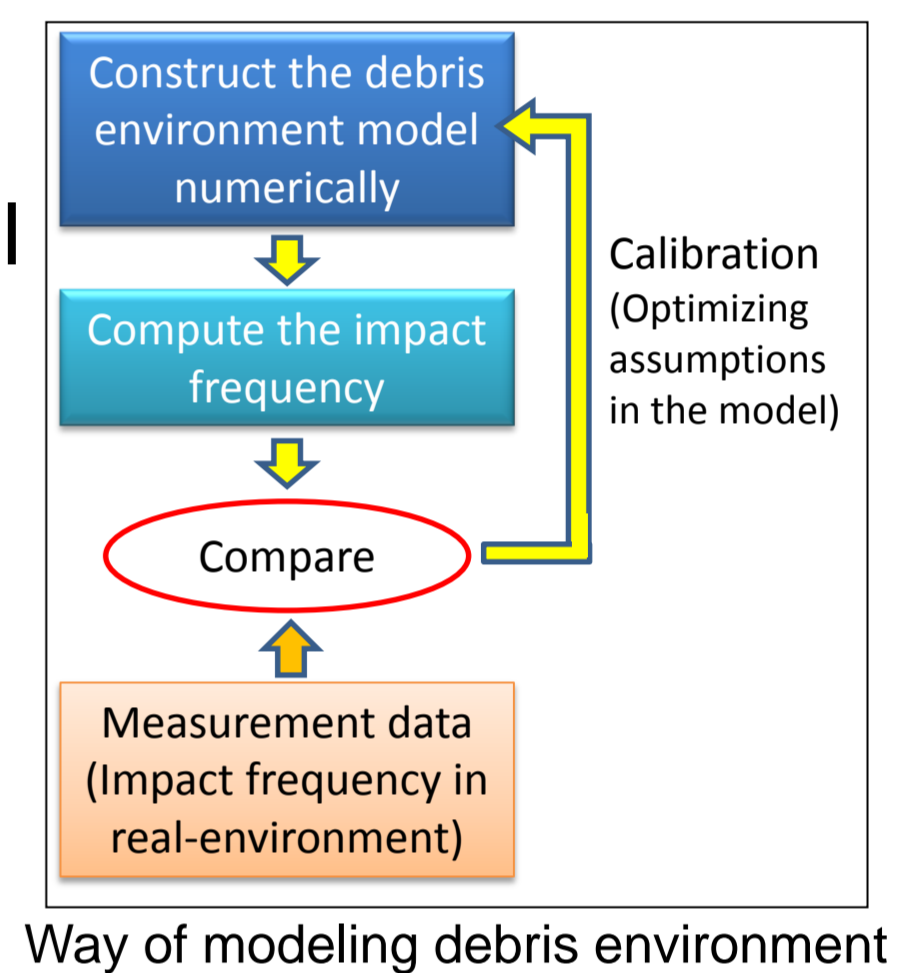 Construct the debris
environment model
numerically
Compute the impact
frequency
Compare
Calibration
(Optimizing
assumptions
in the model)
Measurement data
(Impact frequency in
real-environment)
Way of modeling debris environment